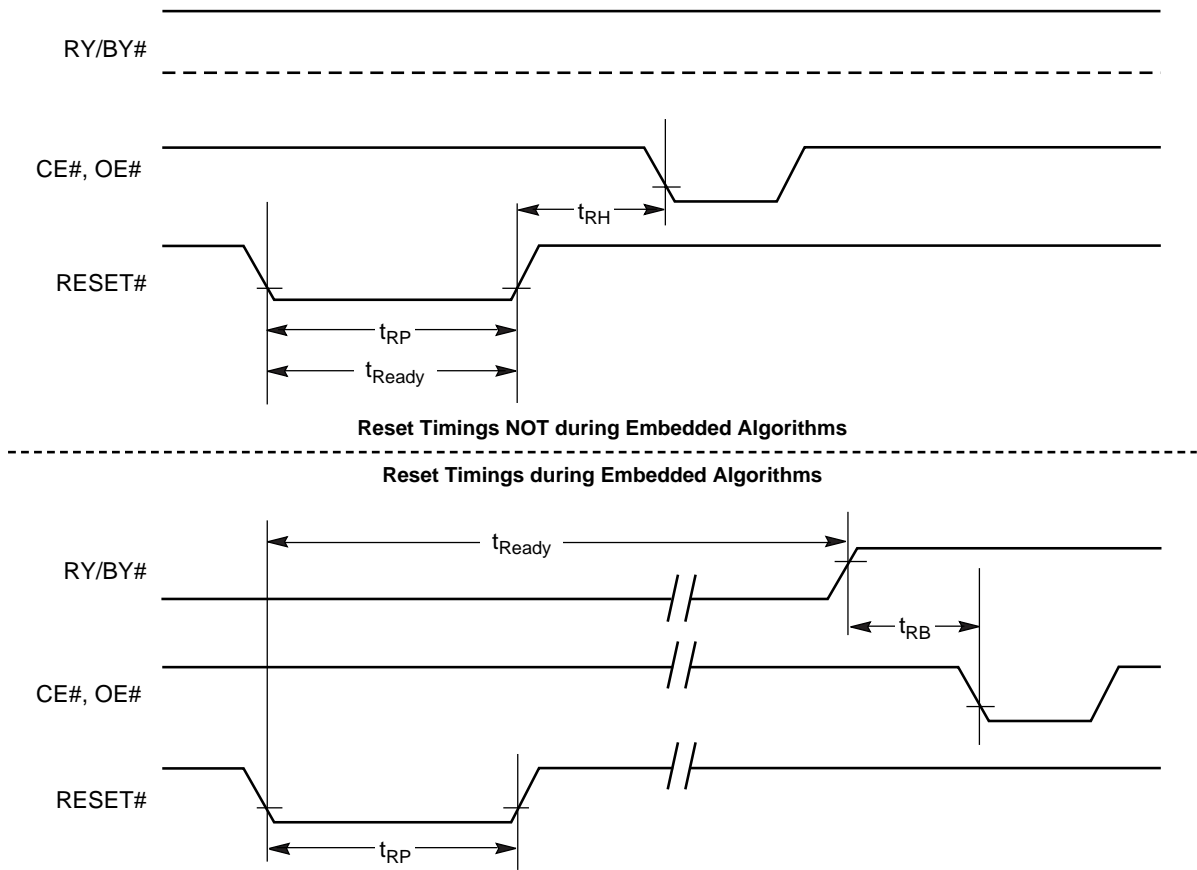 RY/BY#
CE#, OE#
tRH
RESET#
tRP
tReady
Reset Timings NOT during Embedded Algorithms
Reset Timings during Embedded Algorithms
tReady
RY/BY#
tRB
CE#, OE#
RESET#
tRP